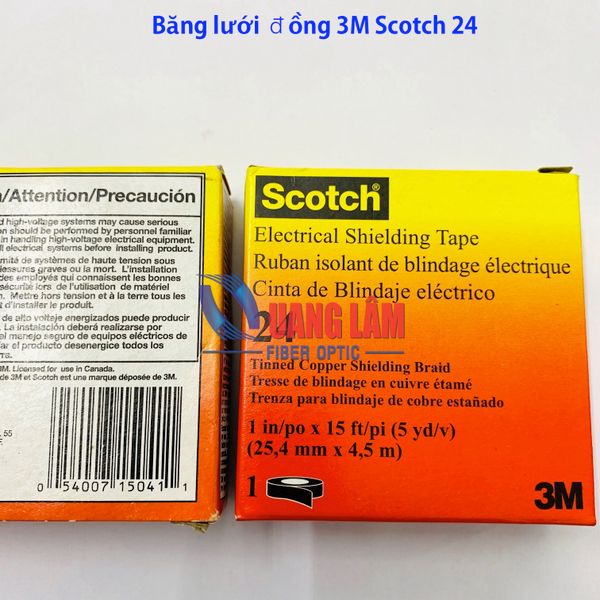 Băng lưới đồng 3M Scotch 24
/Attention/Precaución
d high-voltage systems may cause serious
on should be performed by personnel familiar
in handling high-voltage electrical equipment.
ll electrical systems before installing product.
mité de systèmes de haute tension sous
lessures graves ou la mort. L'installation
des employés qui connaissent les bonnes
sécurité lors de l'utilisation de matériel
Mettre hors tension et à la terre tous les
t d'installer le produit.
de alto voltaje energizados puede producir
La instalación deberá realizarse por
el manejo seguro de equipos eléctricos de
ar el producto desenergice todos los
M. Licensed for use in Canada.
de 3M et Scotch est une marque déposée de 3M.
55
0 54007 15041 1
Scotch®
Electrical Shielding Tape
Ruban isolant de blindage électrique
Cinta de Blindaje eléctrico
24
QUANG LÂM
FIBER OPTIC
Tinned Copper Shielding Braid
Tresse de blindage en cuivre étamé
Trenza para blindaje de cobre estañado
1 in/po x 15 ft/pi (5 yd/v)
(25,4 mm x 4,5 m)
1
3M